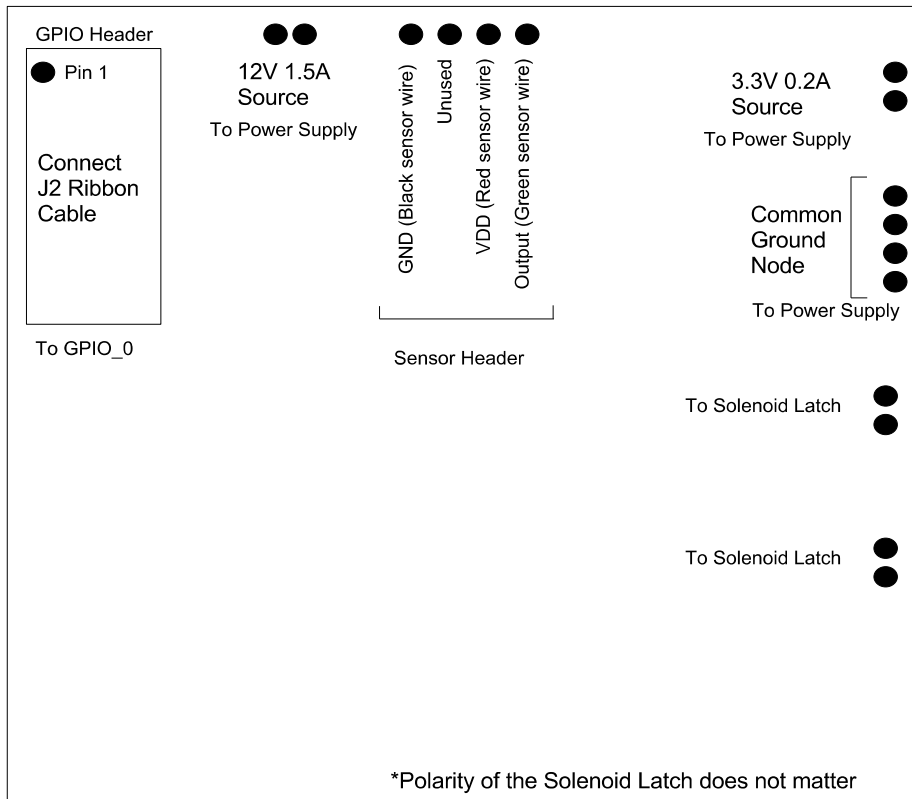 GPIO Header
Pin 1
Connect
J2 Ribbon
Cable
To GPIO_0
12V 1.5A
Source
To Power Supply
GND (Black sensor wire)
Unused
VDD (Red sensor wire)
Output (Green sensor wire)
Sensor Header
3.3V 0.2A
Source
To Power Supply
Common
Ground
Node
To Power Supply
To Solenoid Latch
To Solenoid Latch
*Polarity of the Solenoid Latch does not matter